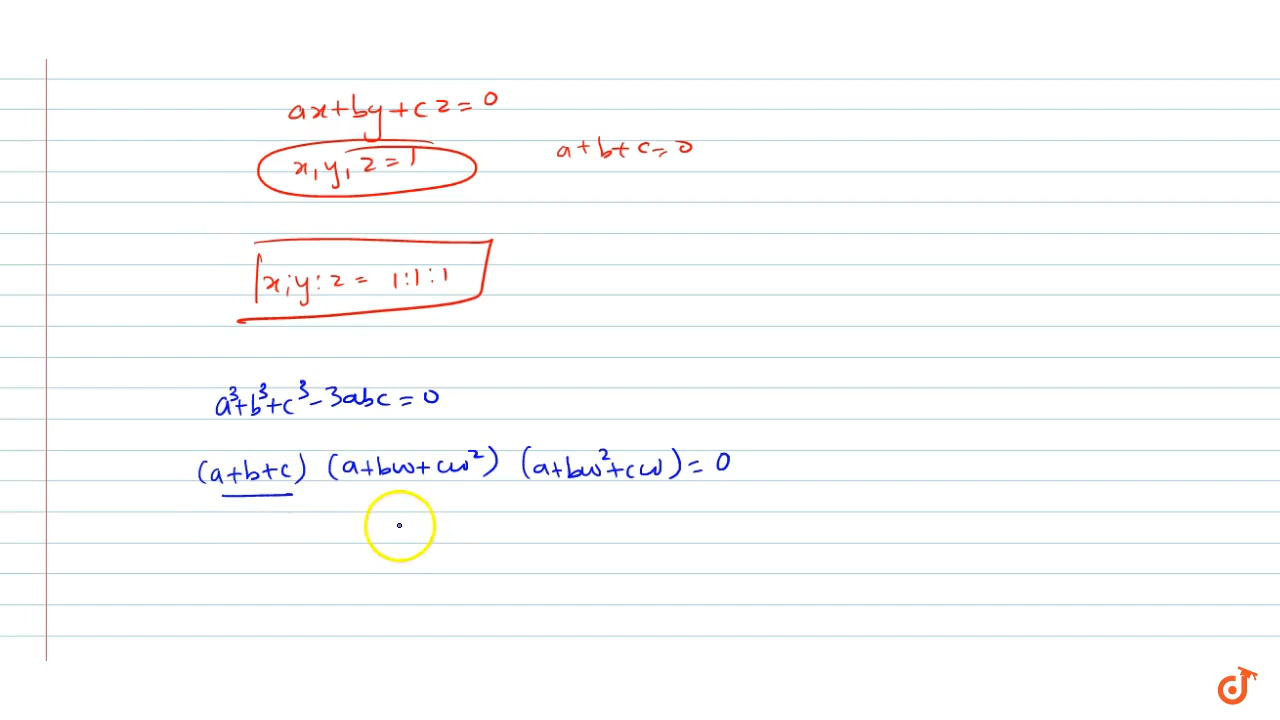 ax+by+cz=0
x, y, z=1
a+b+c=0
x:y:z = 1:1:1
a³+b³+c³-3abc=0
(a+b+c) (a+bω+cω²) (a+bω²+cω)=0